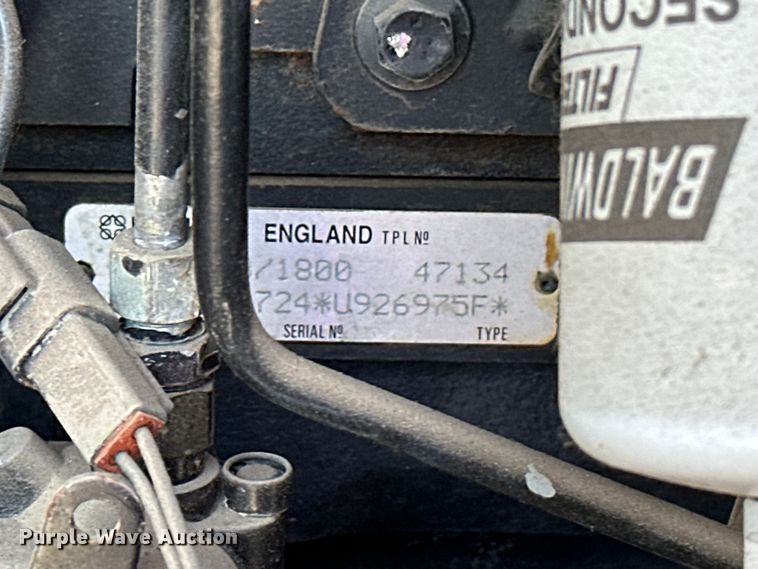 ENGLAND TPL Nº
/1800 47134
724*U926975F*
SERIAL Nº TYPE
SECOND
FILTE
BALDWI
Purple Wave Auction